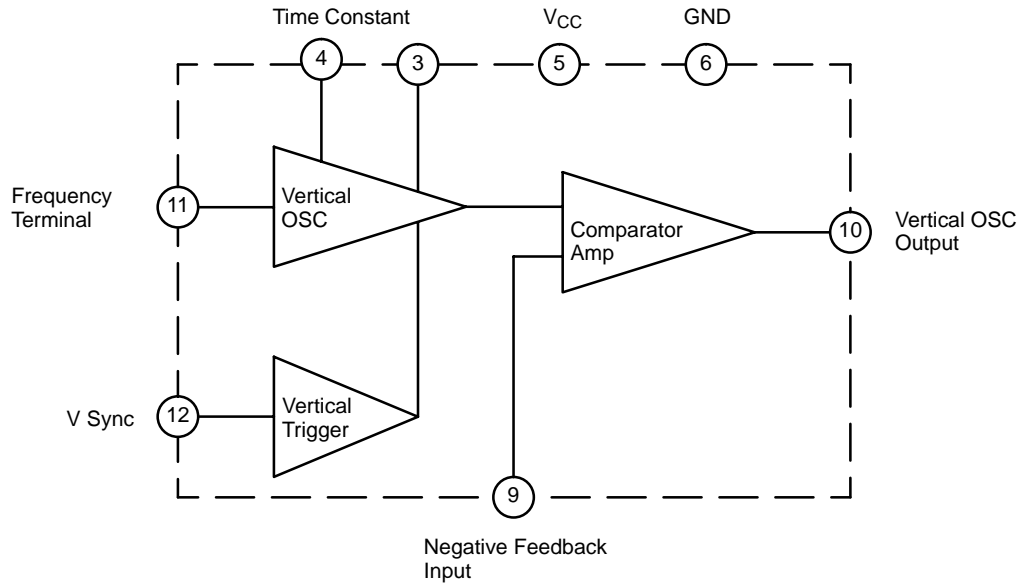 Time Constant
V_CC
GND
4
3
5
6
Frequency
Terminal
11
Vertical
OSC
Comparator
Amp
10
Vertical OSC
Output
V Sync
12
Vertical
Trigger
9
Negative Feedback
Input